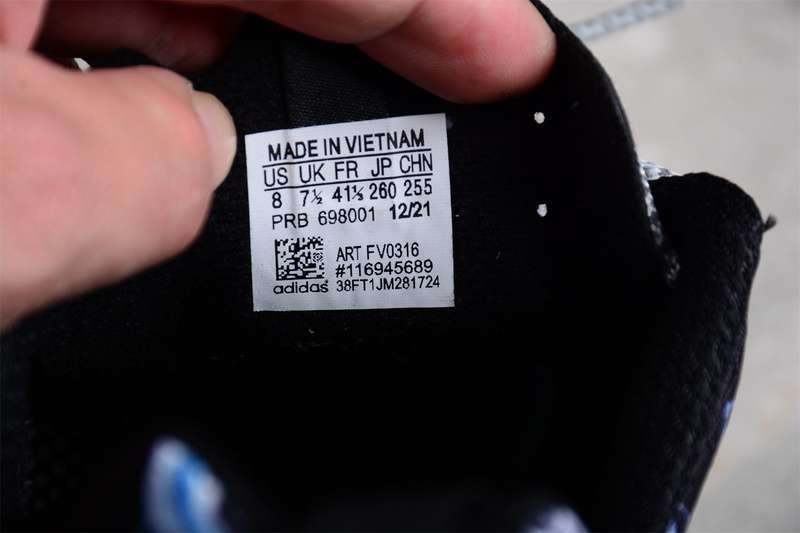 MADE IN VIETNAM
US UK FR JP CHN
8 7½ 41⅓ 260 255
PRB 698001 12/21
ART FV0316
#116945689
adidas 38FT1JM281724